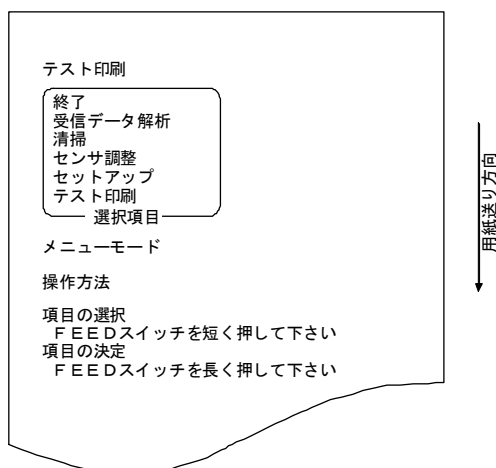 テスト印刷
終了
受信データ解析
清掃
センサ調整
セットアップ
テスト印刷
選択項目
メニューモード
操作方法
項目の選択
ＦＥＥＤスイッチを短く押して下さい
項目の決定
ＦＥＥＤスイッチを長く押して下さい
用紙送り方向